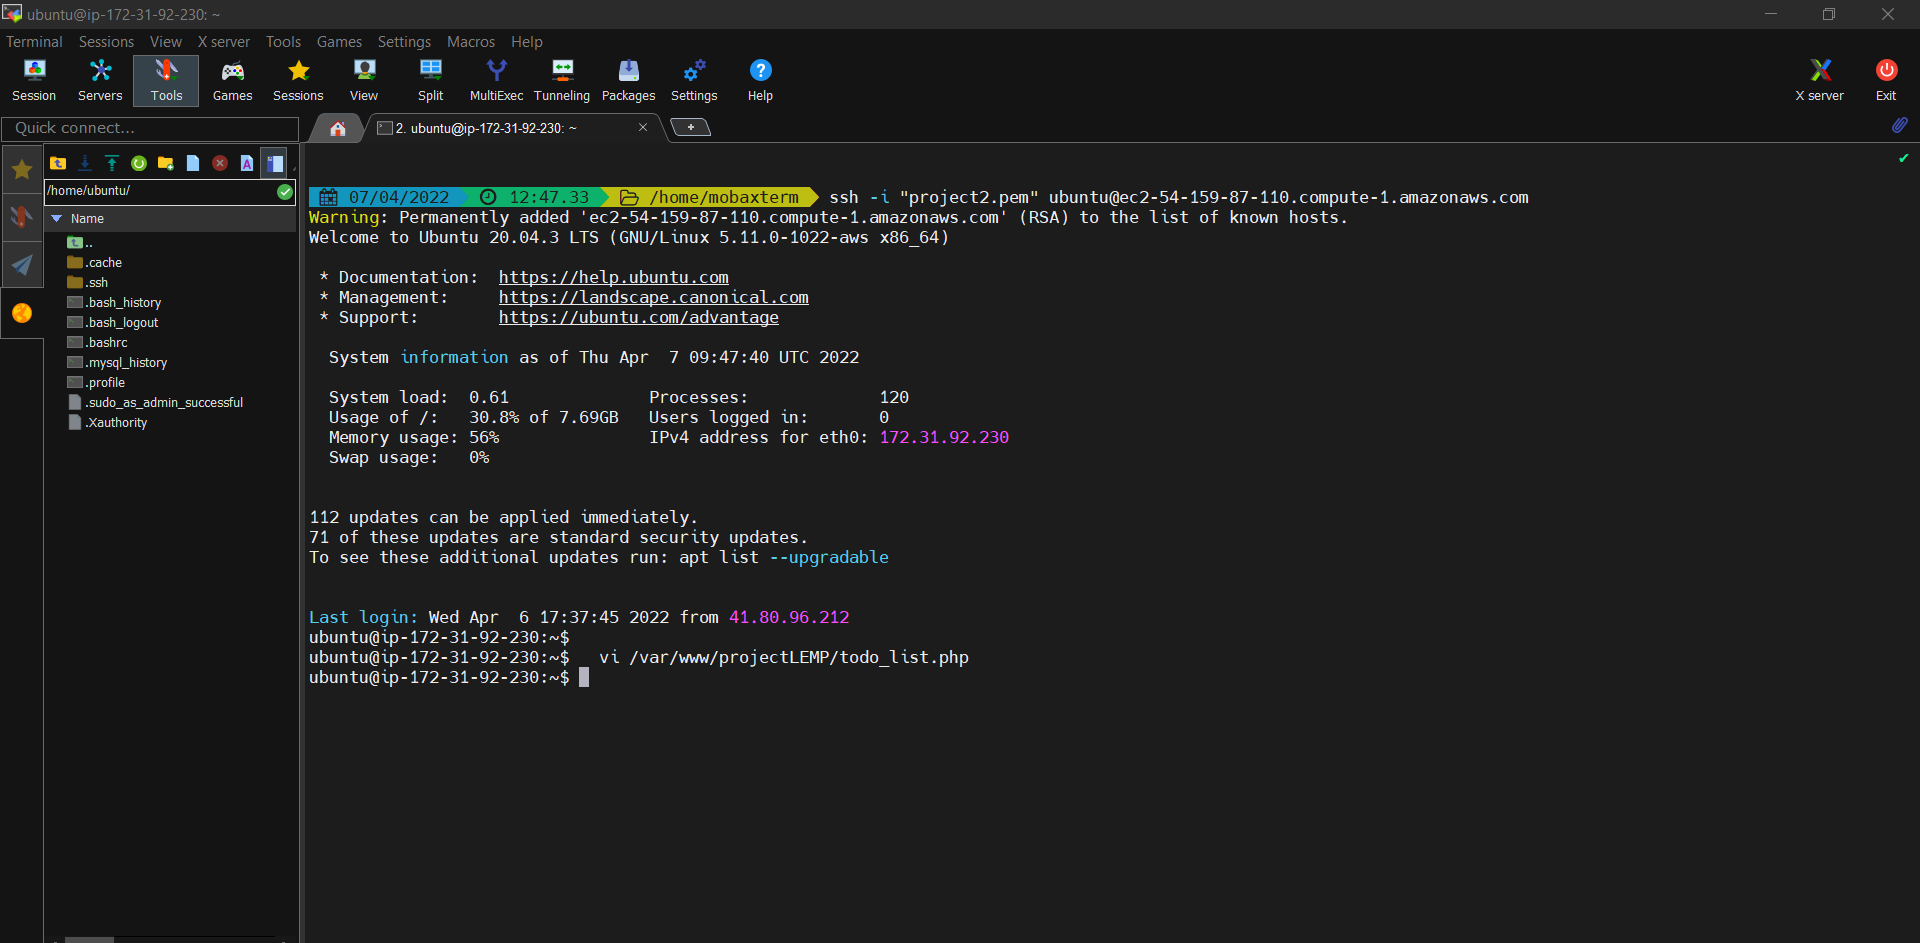 ubuntu@ip-172-31-92-230: ~
Terminal Sessions View X server Tools Games Settings Macros Help
Session Servers Tools Games Sessions View Split MultiExec Tunneling Packages Settings Help X server Exit
Quick connect...
2. ubuntu@ip-172-31-92-230: ~
/home/ubuntu/
Name
..
.cache
.ssh
.bash_history
.bash_logout
.bashrc
.mysql_history
.profile
.sudo_as_admin_successful
.Xauthority
07/04/2022 12:47.33 /home/mobaxterm ssh -i "project2.pem" ubuntu@ec2-54-159-87-110.compute-1.amazonaws.com
Warning: Permanently added 'ec2-54-159-87-110.compute-1.amazonaws.com' (RSA) to the list of known hosts.
Welcome to Ubuntu 20.04.3 LTS (GNU/Linux 5.11.0-1022-aws x86_64)
* Documentation: https://help.ubuntu.com
* Management: https://landscape.canonical.com
* Support: https://ubuntu.com/advantage
System information as of Thu Apr 7 09:47:40 UTC 2022
System load: 0.61 Processes: 120
Usage of /: 30.8% of 7.69GB Users logged in: 0
Memory usage: 56% IPv4 address for eth0: 172.31.92.230
Swap usage: 0%
112 updates can be applied immediately.
71 of these updates are standard security updates.
To see these additional updates run: apt list --upgradable
Last login: Wed Apr 6 17:37:45 2022 from 41.80.96.212
ubuntu@ip-172-31-92-230:~$
ubuntu@ip-172-31-92-230:~$ vi /var/www/projectLEMP/todo_list.php
ubuntu@ip-172-31-92-230:~$